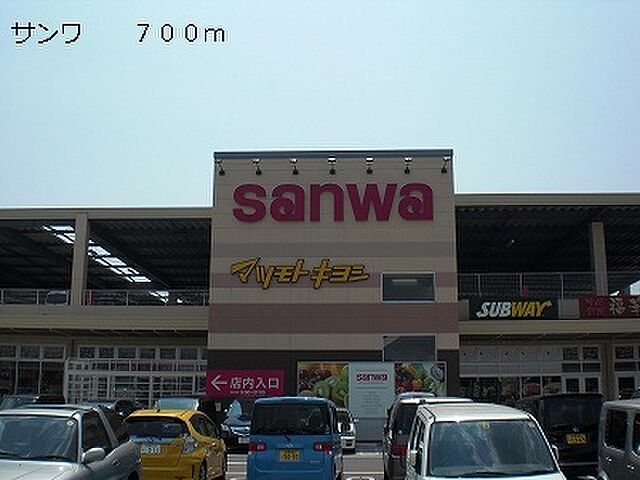 サンワ　　７００ｍ
sanwa
マツモトキヨシ
SUBWAY
← 店内入口
sanwa